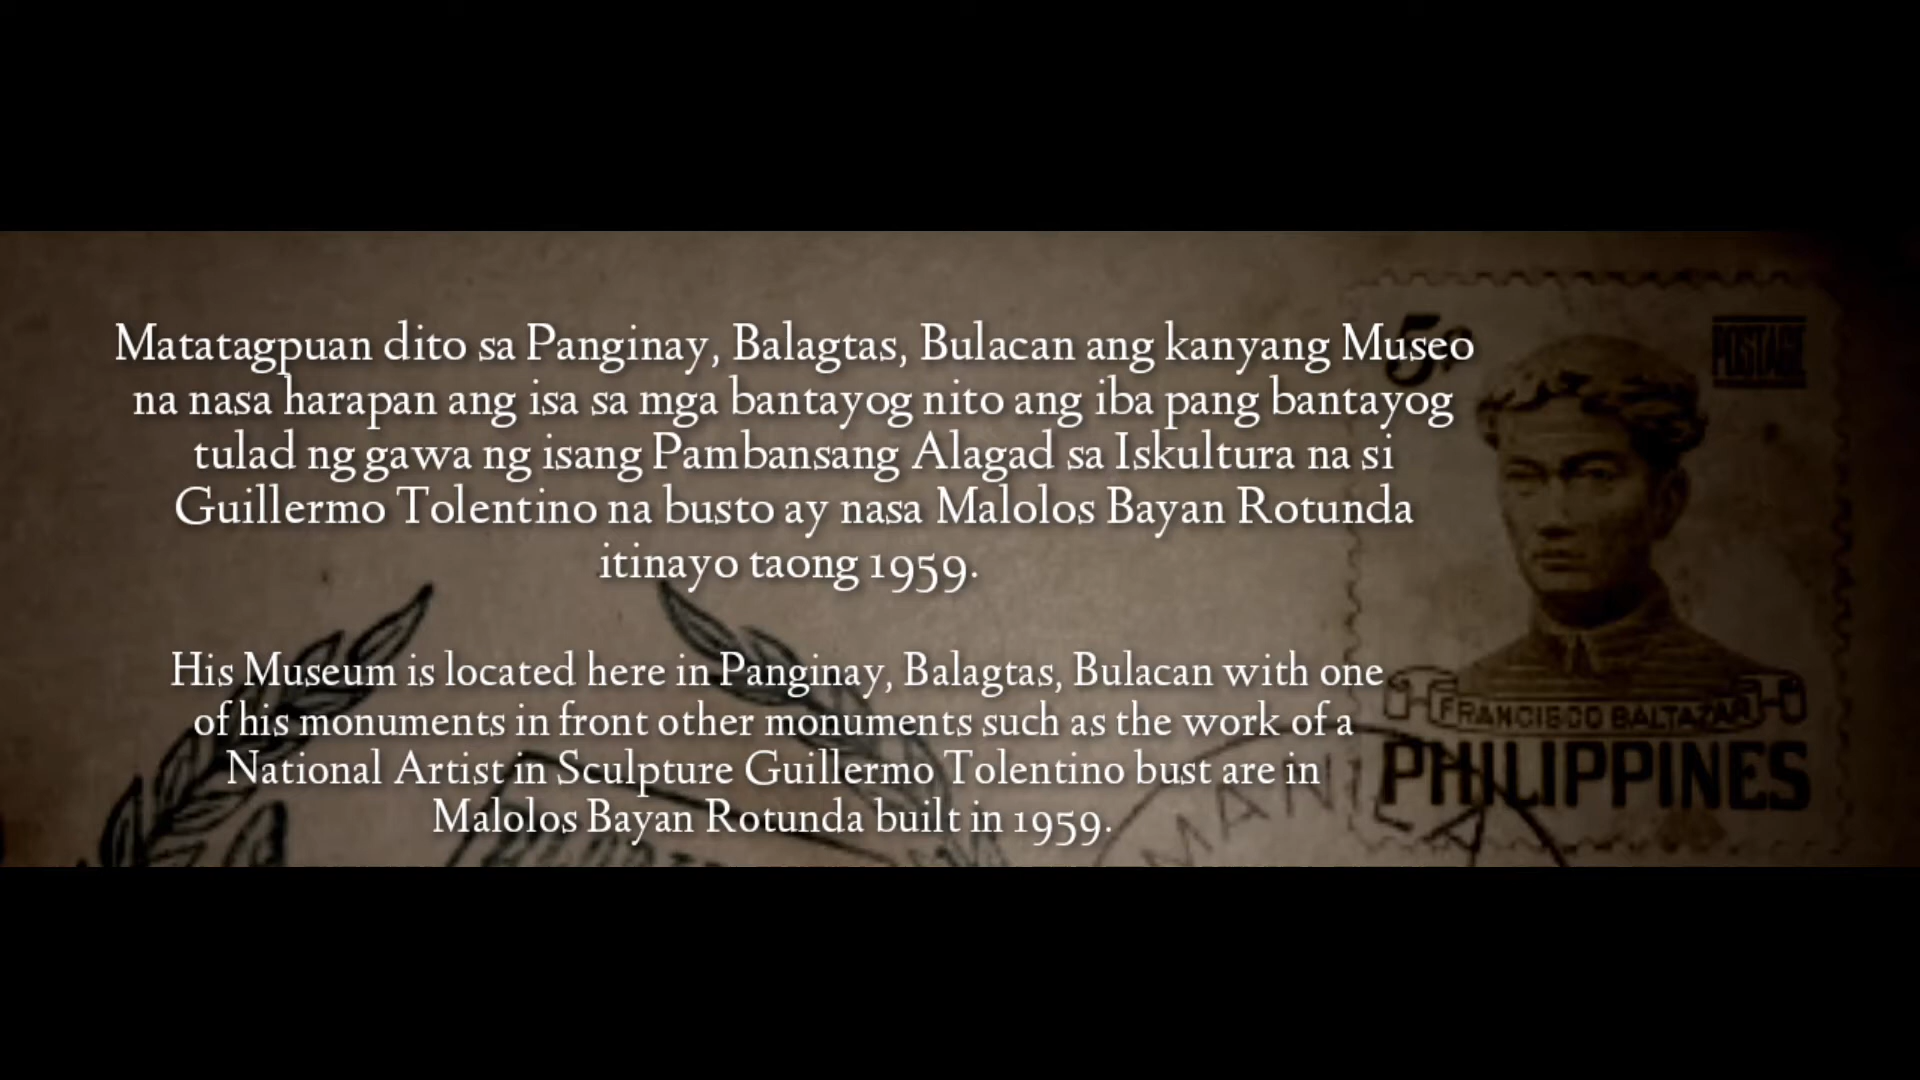 Matatagpuan dito sa Panginay, Balagtas, Bulacan ang kanyang Museo
na nasa harapan ang isa sa mga bantayog nito ang iba pang bantayog
tulad ng gawa ng isang Pambansang Alagad sa Iskultura na si
Guillermo Tolentino na busto ay nasa Malolos Bayan Rotunda
itinayo taong 1959.
His Museum is located here in Panginay, Balagtas, Bulacan with one
of his monuments in front other monuments such as the work of a
National Artist in Sculpture Guillermo Tolentino bust are in
Malolos Bayan Rotunda built in 1959.
5c
POSTAGE
FRANCISCO BALTAZAR
PHILIPPINES